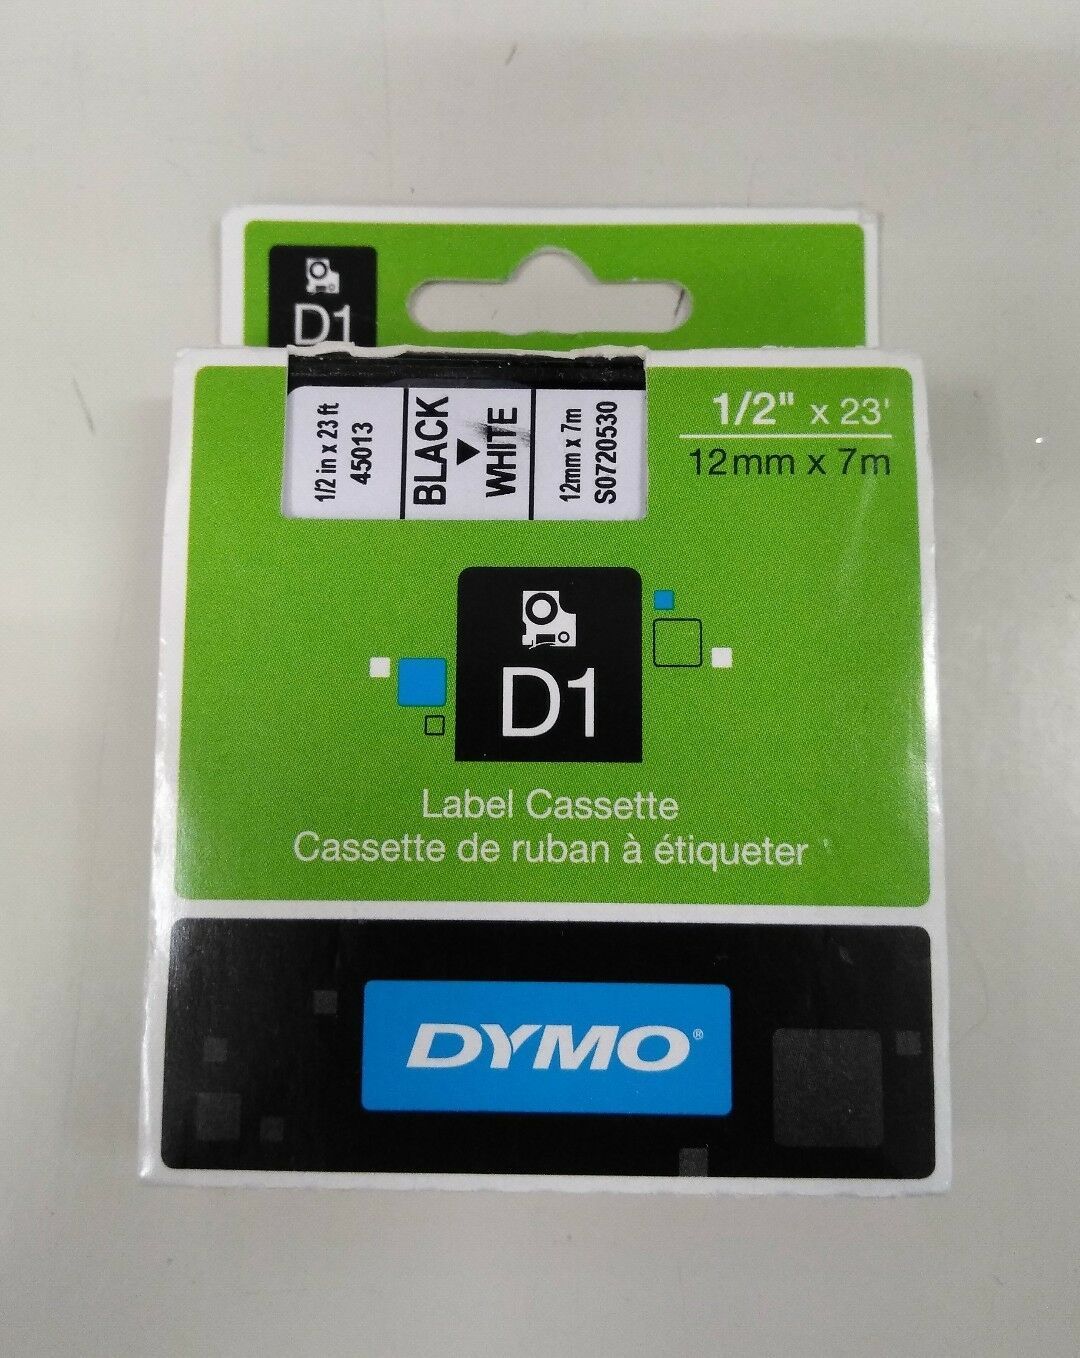 D1
1/2 in x 23 ft
45013
BLACK
WHITE
12mm x 7m
S0720530
1/2" x 23'
12mm x 7m
D1
Label Cassette
Cassette de ruban à étiqueter
DYMO®